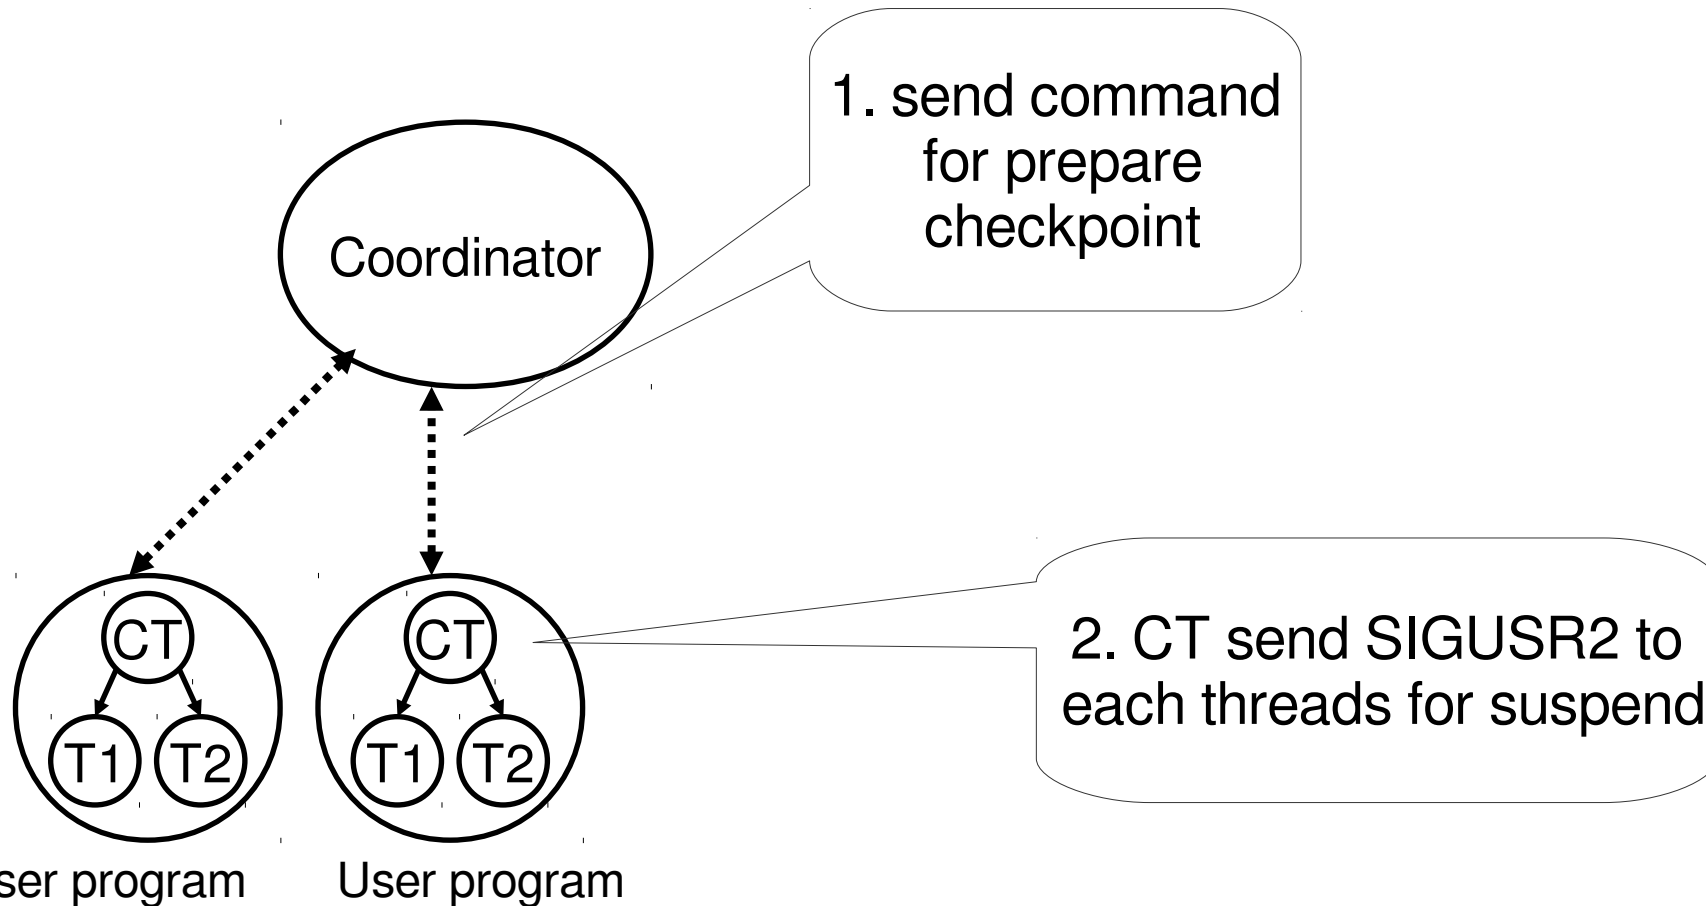 1. send command
for prepare
checkpoint
Coordinator
2. CT send SIGUSR2 to
each threads for suspend
CT
T1 T2
CT
T1 T2
ser program
User program